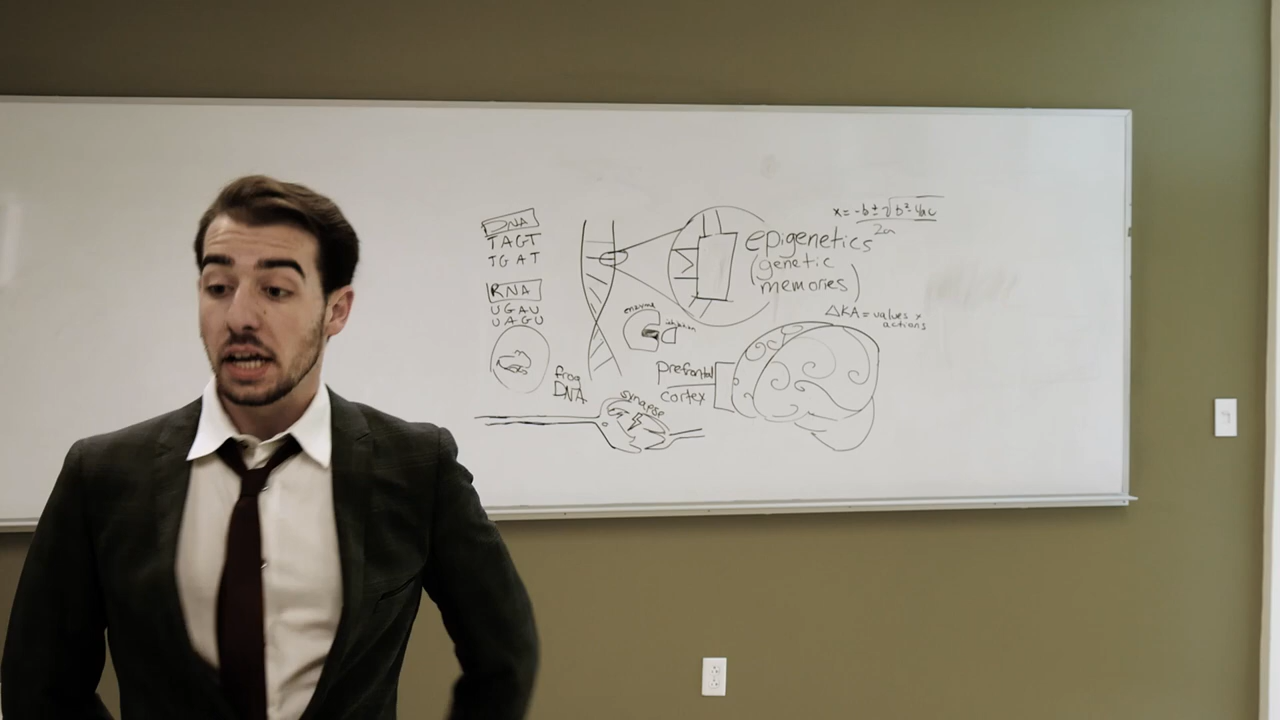 DNA
TAGT
TGAT
RNA
UGAU
UAGU
frog
DNA
enzyme
synapse
epigenetics
(genetic
memories)
x = -b ± √b² - 4ac
2a
ΔKA = values x
actions
prefrontal
cortex